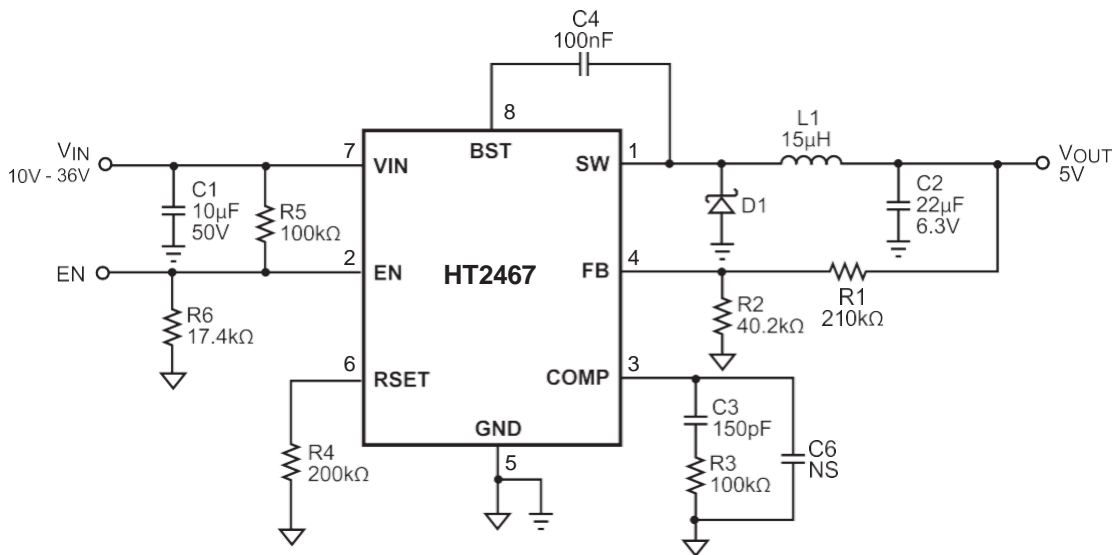 C4
100nF
8
BST
VIN
10V - 36V
7
VIN
SW
1
L1
15µH
VOUT
5V
C1
10µF
50V
R5
100kΩ
D1
C2
22µF
6.3V
EN
2
EN
HT2467
FB
4
R1
210kΩ
R2
40.2kΩ
R6
17.4kΩ
6
RSET
COMP
3
GND
5
R4
200kΩ
C3
150pF
R3
100kΩ
C6
NS